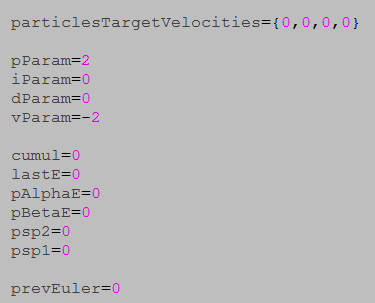 particlesTargetVelocities={0,0,0,0}
pParam=2
iParam=0
dParam=0
vParam=-2
cumul=0
lastE=0
pAlphaE=0
pBetaE=0
psp2=0
psp1=0
prevEuler=0